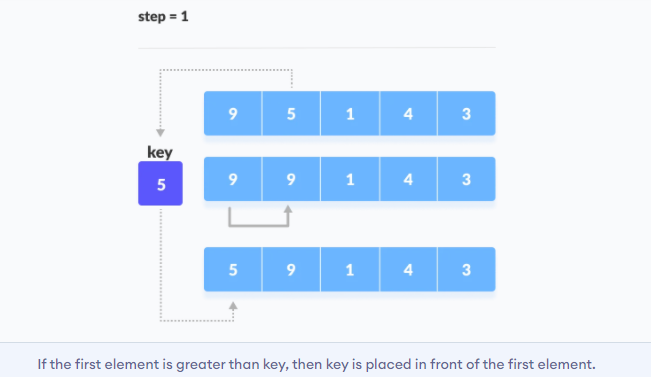 step = 1
9 5 1 4 3
key
5
9 9 1 4 3
5 9 1 4 3
If the first element is greater than key, then key is placed in front of the first element.